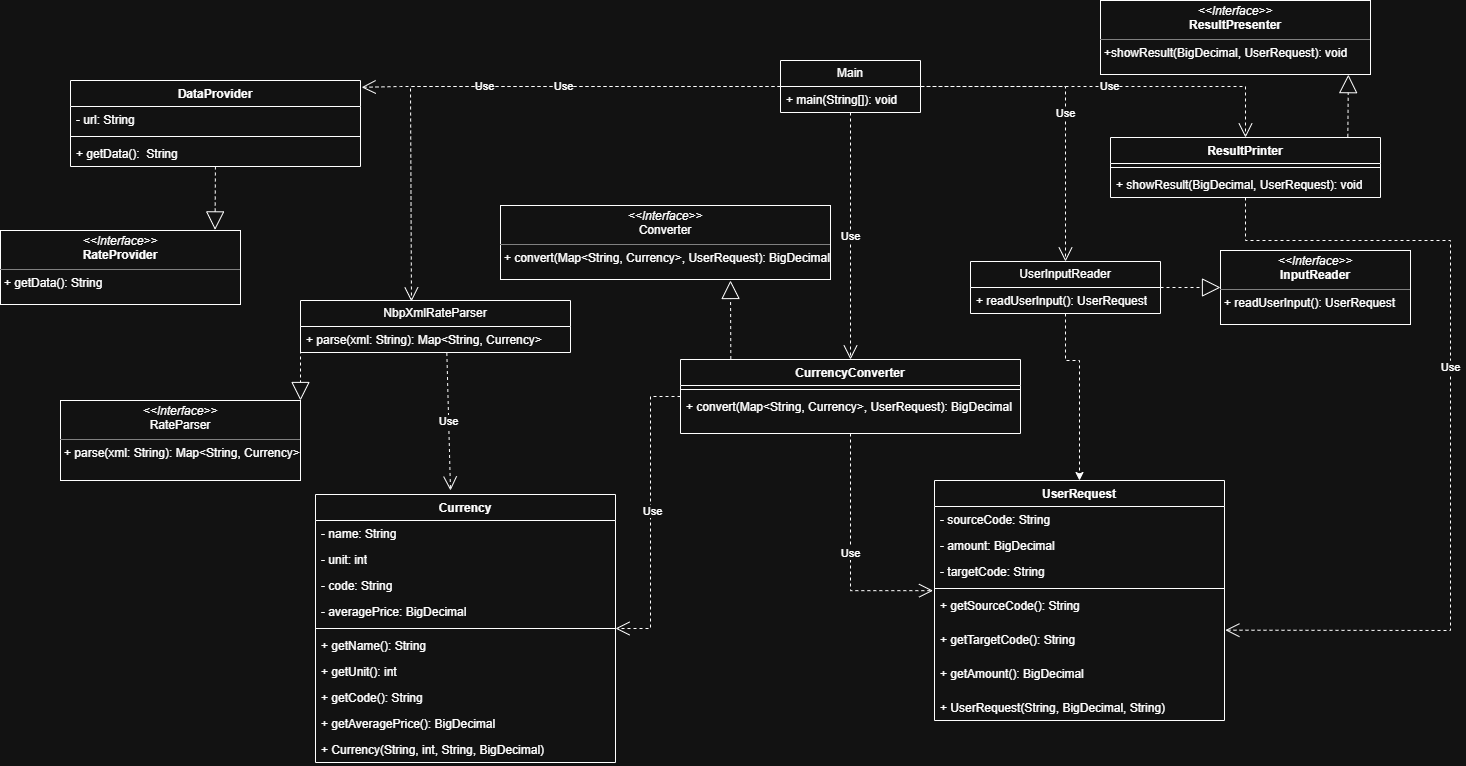 <<Interface>>
ResultPresenter
+showResult(BigDecimal, UserRequest): void
Main
+ main(String[]): void
DataProvider
- url: String
+ getData():  String
Use
Use
Use
Use
ResultPrinter
+ showResult(BigDecimal, UserRequest): void
<<Interface>>
RateProvider
+ getData(): String
<<Interface>>
Converter
+ convert(Map<String, Currency>, UserRequest): BigDecimal
Use
UserInputReader
+ readUserInput(): UserRequest
<<Interface>>
InputReader
+ readUserInput(): UserRequest
NbpXmlRateParser
+ parse(xml: String): Map<String, Currency>
CurrencyConverter
+ convert(Map<String, Currency>, UserRequest): BigDecimal
Use
<<Interface>>
RateParser
+ parse(xml: String): Map<String, Currency>
Use
Currency
- name: String
- unit: int
- code: String
- averagePrice: BigDecimal
+ getName(): String
+ getUnit(): int
+ getCode(): String
+ getAveragePrice(): BigDecimal
+ Currency(String, int, String, BigDecimal)
Use
Use
UserRequest
- sourceCode: String
- amount: BigDecimal
- targetCode: String
+ getSourceCode(): String
+ getTargetCode(): String
+ getAmount(): BigDecimal
+ UserRequest(String, BigDecimal, String)